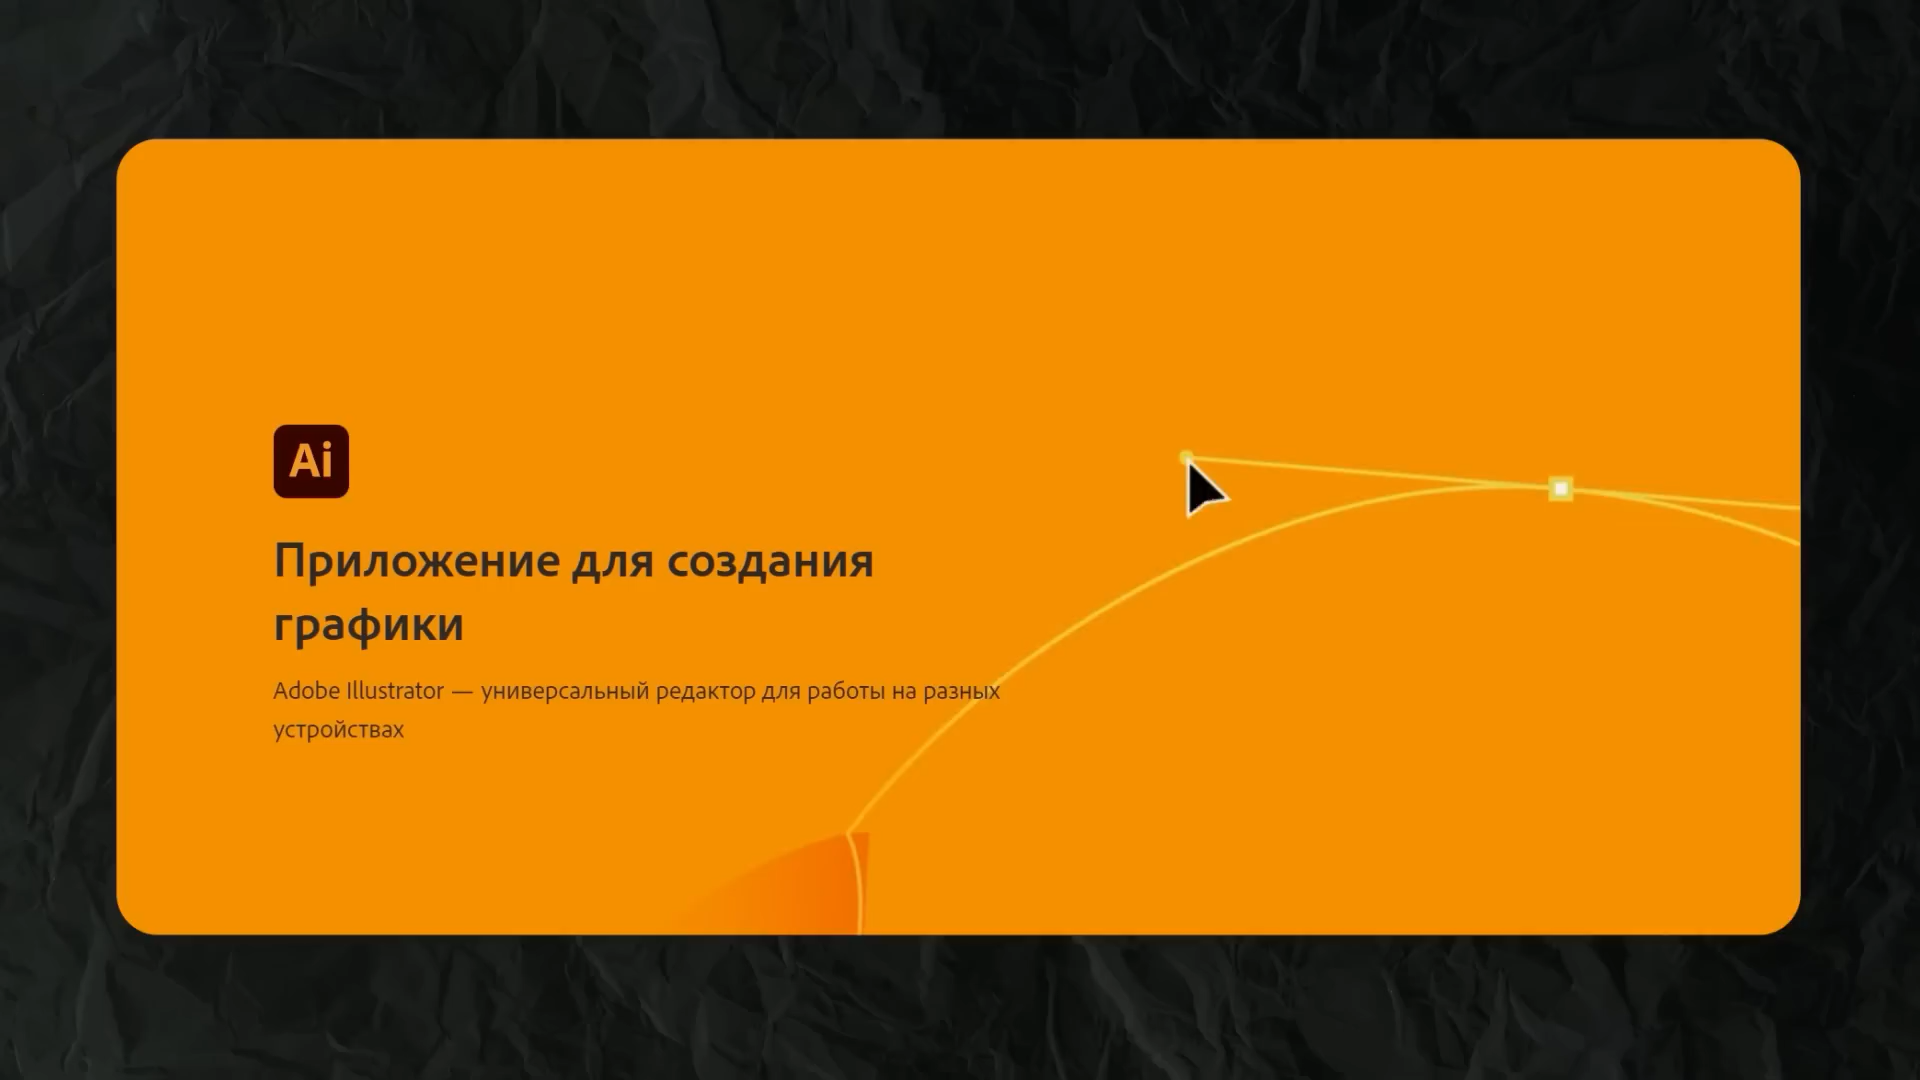 Ai
Приложение для создания
графики
Adobe Illustrator — универсальный редактор для работы на разных
устройствах